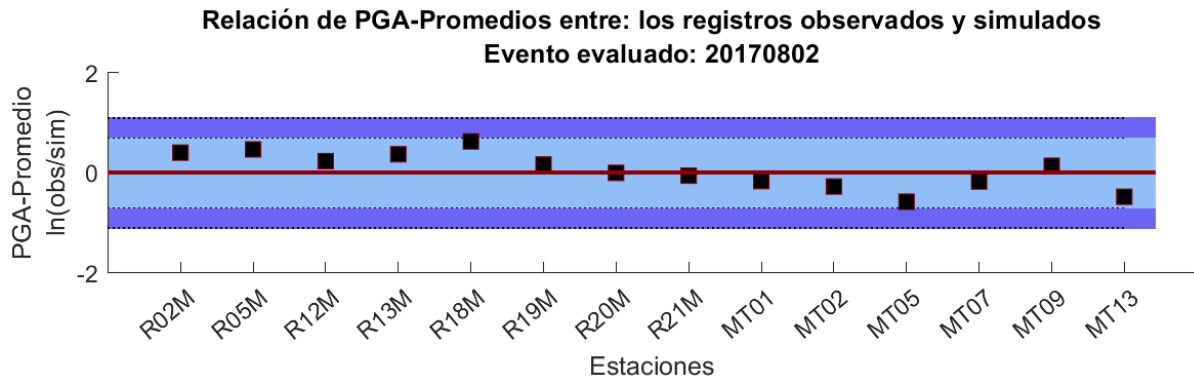 Relación de PGA-Promedios entre: los registros observados y simulados
Evento evaluado: 20170802
PGA-Promedio
ln(obs/sim)
2
0
-2
R02M
R05M
R12M
R13M
R18M
R19M
R20M
R21M
MT01
MT02
MT05
MT07
MT09
MT13
Estaciones